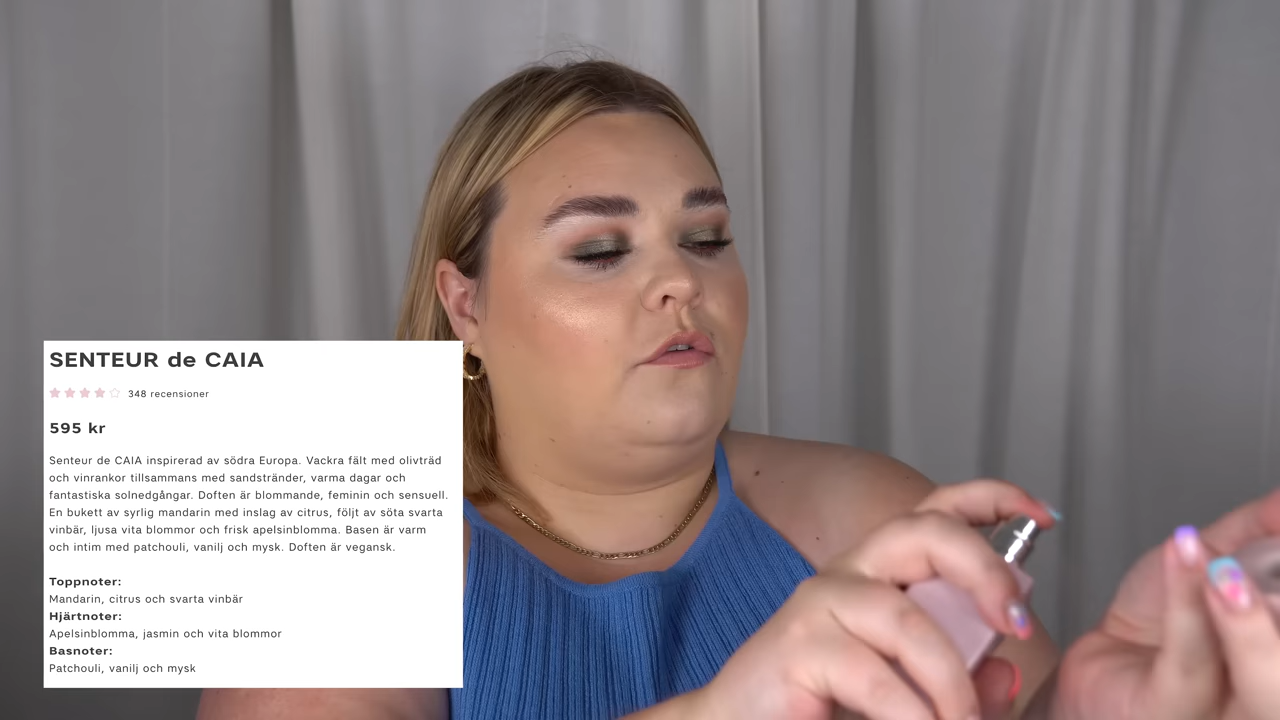 SENTEUR de CAIA
348 recensioner
595 kr
Senteur de CAIA inspirerad av södra Europa. Vackra fält med olivträd
och vinrankor tillsammans med sandstränder, varma dagar och
fantastiska solnedgångar. Doften är blommande, feminin och sensuell.
En bukett av syrlig mandarin med inslag av citrus, följt av söta svarta
vinbär, ljusa vita blommor och frisk apelsinblomma. Basen är varm
och intim med patchouli, vanilj och mysk. Doften är vegansk.
Toppnoter:
Mandarin, citrus och svarta vinbär
Hjärtnoter:
Apelsinblomma, jasmin och vita blommor
Basnoter:
Patchouli, vanilj och mysk